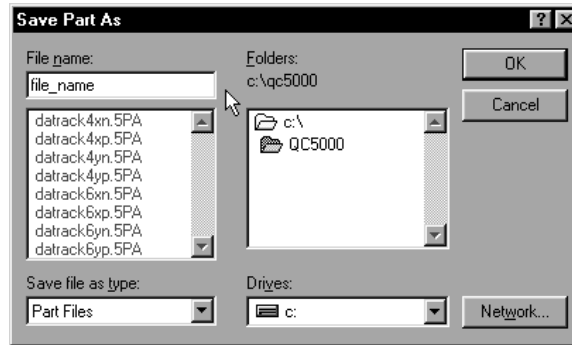 Save Part As
File name:
file_name
datrack4xn.5PA
datrack4xp.5PA
datrack4yn.5PA
datrack4yp.5PA
datrack6xn.5PA
datrack6xp.5PA
datrack6yn.5PA
datrack6yp.5PA
Save file as type:
Part Files
Folders:
c:\qc5000
c:\
QC5000
Drives:
c:
OK
Cancel
Network...